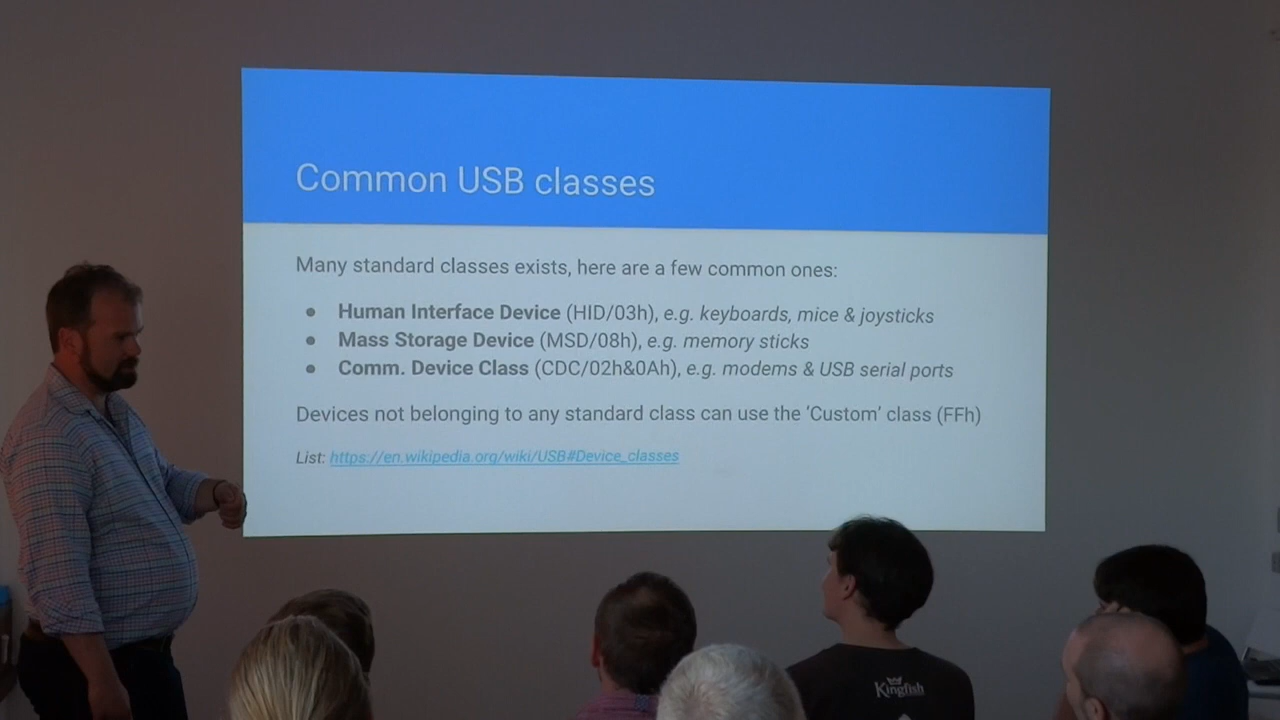 Common USB classes
Many standard classes exists, here are a few common ones:
● Human Interface Device (HID/03h), e.g. keyboards, mice & joysticks
● Mass Storage Device (MSD/08h), e.g. memory sticks
● Comm. Device Class (CDC/02h&0Ah), e.g. modems & USB serial ports
Devices not belonging to any standard class can use the ‘Custom’ class (FFh)
List: https://en.wikipedia.org/wiki/USB#Device_classes
Kingfish